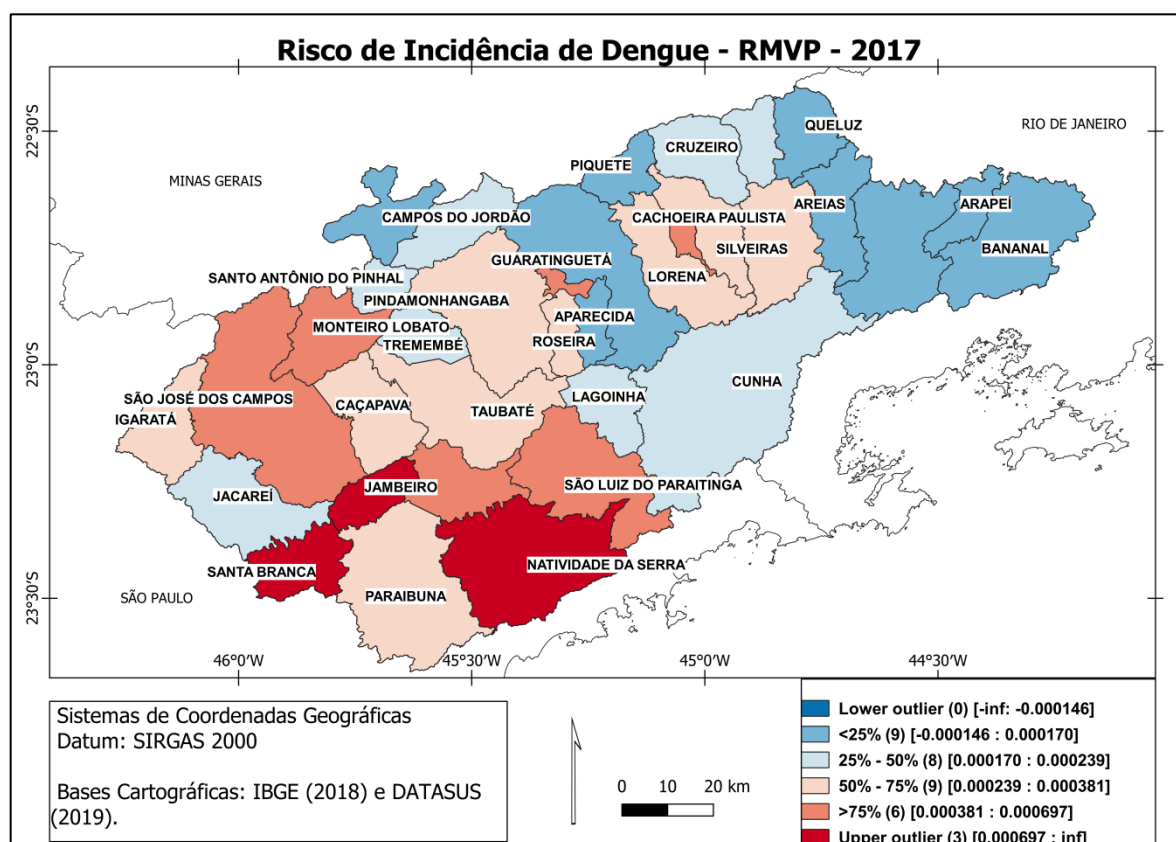 Risco de Incidência de Dengue - RMVP - 2017
22°30'S
23°00'S
23°30'S
MINAS GERAIS
RIO DE JANEIRO
QUELUZ
CRUZEIRO
PIQUETE
CAMPOS DO JORDÃO
CACHOEIRA PAULISTA
AREIAS
ARAPEÍ
SILVEIRAS
BANANAL
GUARATINGUETÁ
SANTO ANTÔNIO DO PINHAL
LORENA
PINDAMONHANGABA
APARECIDA
MONTEIRO LOBATO
TREMEMBÉ
ROSEIRA
CUNHA
SÃO JOSÉ DOS CAMPOS
LAGOINHA
CAÇAPAVA
TAUBATÉ
IGARATÁ
SÃO LUIZ DO PARAITINGA
JAMBEIRO
JACAREÍ
NATIVIDADE DA SERRA
SANTA BRANCA
PARAIBUNA
SÃO PAULO
46°0'W
45°30'W
45°0'W
44°30'W
Sistemas de Coordenadas Geográficas
Datum: SIRGAS 2000
Bases Cartográficas: IBGE (2018) e DATASUS
(2019).
0 10 20 km
Lower outlier (0) [-inf: -0.000146]
<25% (9) [-0.000146 : 0.000170]
25% - 50% (8) [0.000170 : 0.000239]
50% - 75% (9) [0.000239 : 0.000381]
>75% (6) [0.000381 : 0.000697]
Upper outlier (3) [0.000697 : inf]